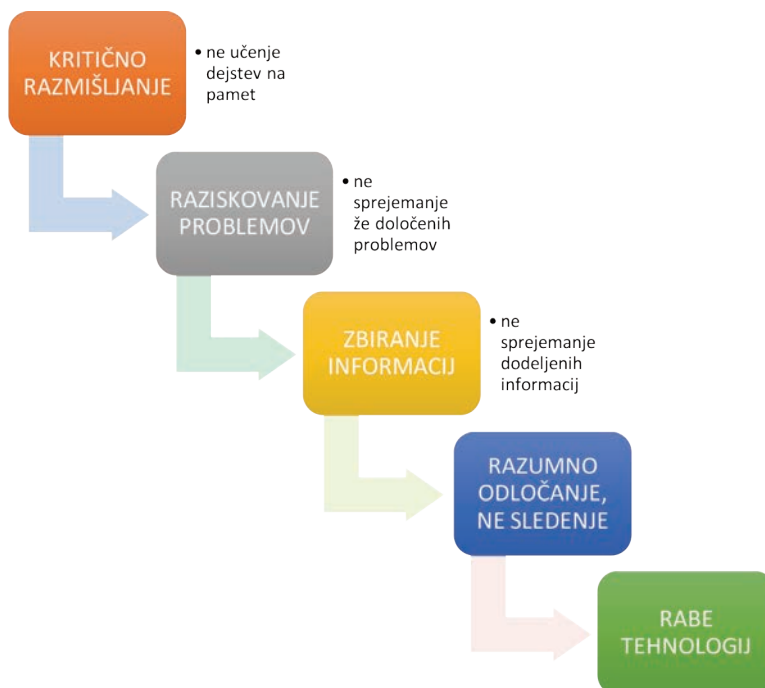 KRITIČNO
RAZMIŠLJANJE
• ne učenje
dejstev na
pamet
RAZISKOVANJE
PROBLEMOV
• ne
sprejemanje
že določenih
problemov
ZBIRANJE
INFORMACIJ
• ne
sprejemanje
dodeljenih
informacij
RAZUMNO
ODLOČANJE,
NE SLEDENJE
RABE
TEHNOLOGIJ